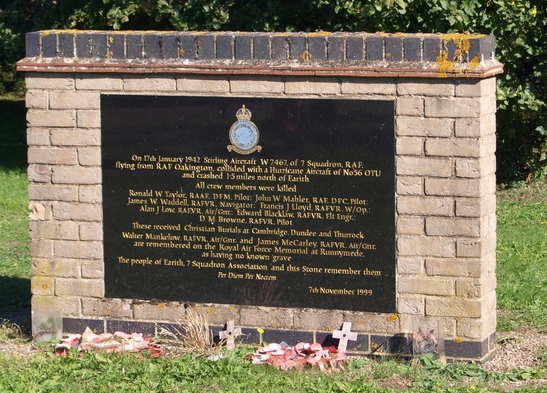 On 17th January 1942 Stirling Aircraft W7467, of 7 Squadron, RAF,
flying from RAF Oakington, collided with a Hurricane Aircraft of No56 OTU
and crashed 1·5 miles north of Earith
All crew members were killed
Ronald W Taylor, RAAF, DFM, Pilot: John W Mahler, RAF, DFC, Pilot:
James W Waddell, RAFVR, Navigator: Francis J Lloyd, RAFVR, W/Op:
Alan J Low, RAFVR, Air/Gnr: Edward Blacklaw, RAFVR, Flt Engr:
D M Browne, RAFVR, Pilot
These received Christian Burials at Cambridge, Dundee and Thurrock
Walter Mankelow, RAFVR, Air/Gnr and James McCarley, RAFVR, Air/Gnr,
are remembered on the Royal Air Force Memorial at Runnymede,
as having no known grave
The people of Earith, 7 Squadron Association and this Stone remember them
Per Diem Per Noctem
7th November 1999